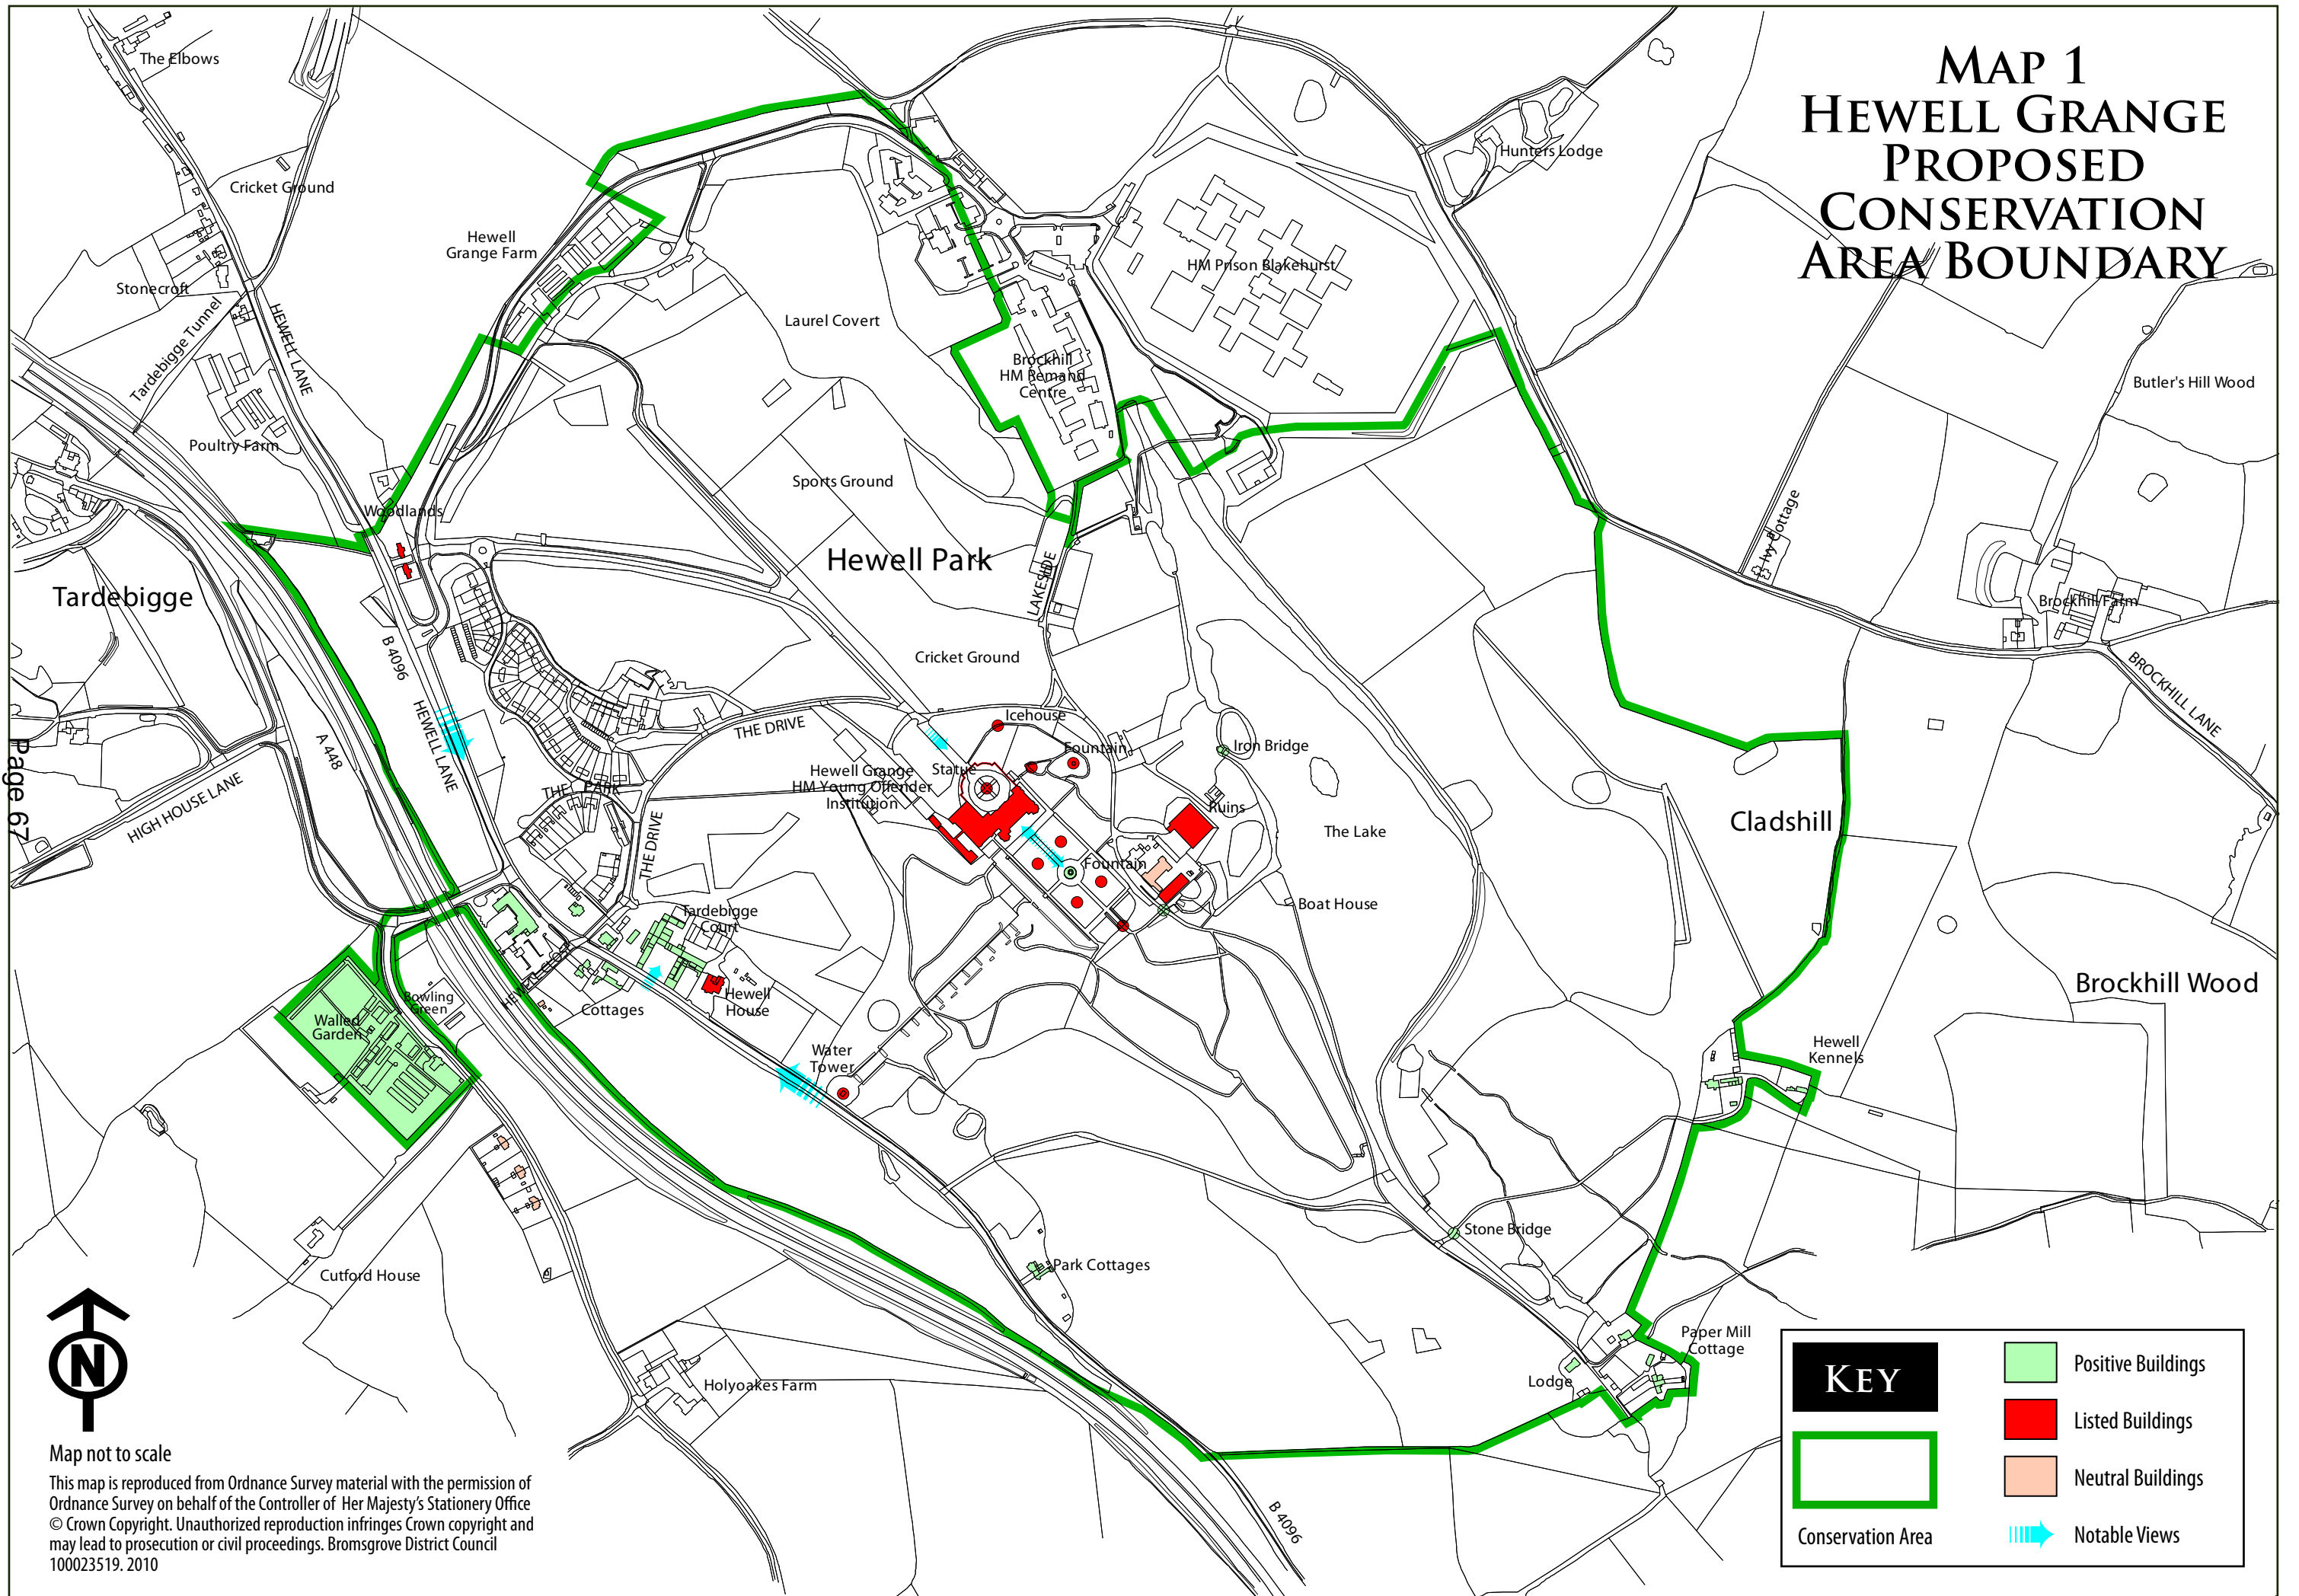 MAP 1
HEWELL GRANGE
PROPOSED
CONSERVATION
AREA BOUNDARY
The Elbows
Cricket Ground
Hunters Lodge
Hewell
Grange Farm
Stonecroft
HM Prison Blakehurst
Tardebigge Tunnel
HEWELL LANE
Laurel Covert
Brockhill
HM Remand
Centre
Butler's Hill Wood
Poultry Farm
Sports Ground
Woodlands
Ivy Cottage
Hewell Park
LAKESIDE
Tardebigge
Brockhill Farm
B 4096
Cricket Ground
BROCKHILL LANE
HEWELL LANE
A 448
THE DRIVE
Icehouse
Fountain
Iron Bridge
Page 67
HIGH HOUSE LANE
THE PARK
Hewell Grange
HM Young Offender
Institution
Statue
Ruins
The Lake
Cladshill
THE DRIVE
Fountain
Tardebigge
Court
Boat House
Brockhill Wood
Bowling
Green
Walled
Garden
Cottages
Hewell
House
Water
Tower
Hewell
Kennels
Stone Bridge
Park Cottages
Cutford House
Paper Mill
Cottage
Lodge
Holyoakes Farm
B 4096
N
Map not to scale
This map is reproduced from Ordnance Survey material with the permission of
Ordnance Survey on behalf of the Controller of Her Majesty's Stationery Office
© Crown Copyright. Unauthorized reproduction infringes Crown copyright and
may lead to prosecution or civil proceedings. Bromsgrove District Council
100023519. 2010
KEY
Conservation Area
Positive Buildings
Listed Buildings
Neutral Buildings
Notable Views